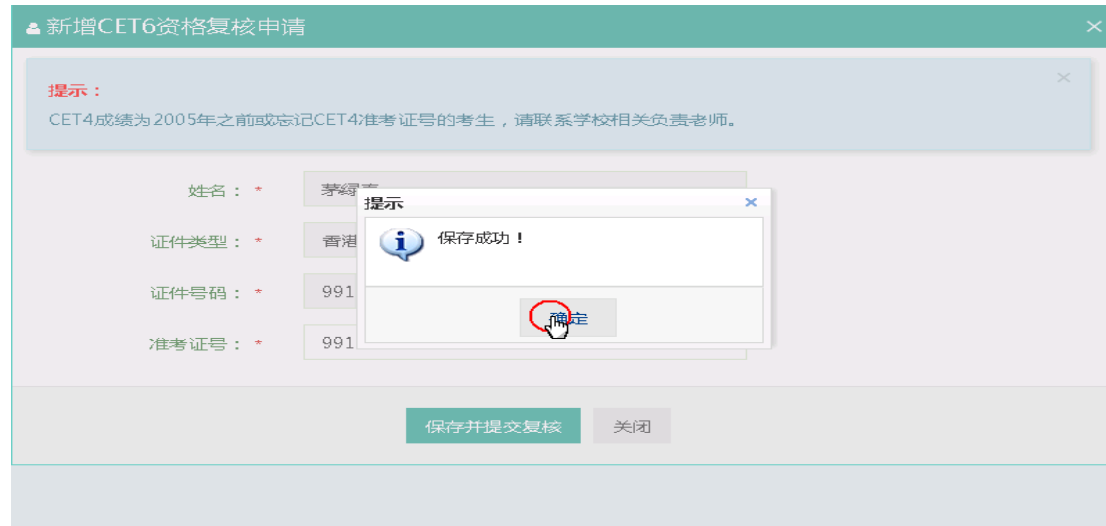 新增CET6资格复核申请
提示：
CET4成绩为2005年之前或忘记CET4准考证号的考生，请联系学校相关负责老师。
姓名：* 茅绿
提示
证件类型：* 香港
保存成功！
证件号码：* 991
确定
准考证号：* 991
保存并提交复核 关闭